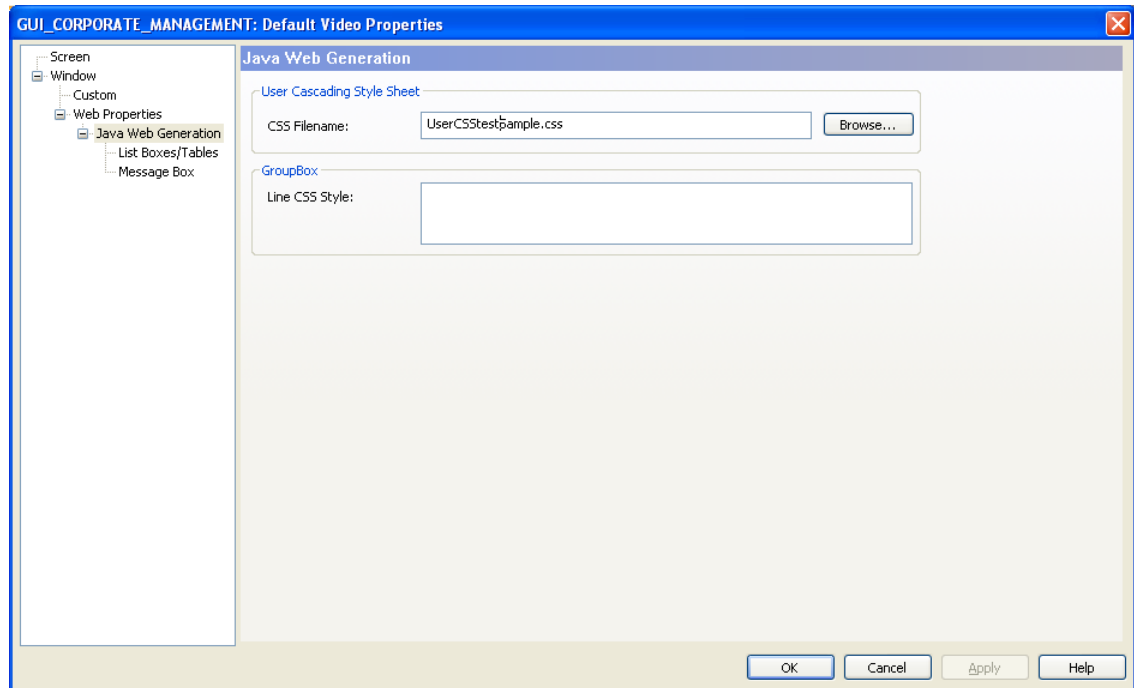 GUI_CORPORATE_MANAGEMENT: Default Video Properties
Screen
Window
Custom
Web Properties
Java Web Generation
List Boxes/Tables
Message Box
Java Web Generation
User Cascading Style Sheet
CSS Filename:
UserCSStestSample.css
Browse...
GroupBox
Line CSS Style:
OK
Cancel
Apply
Help